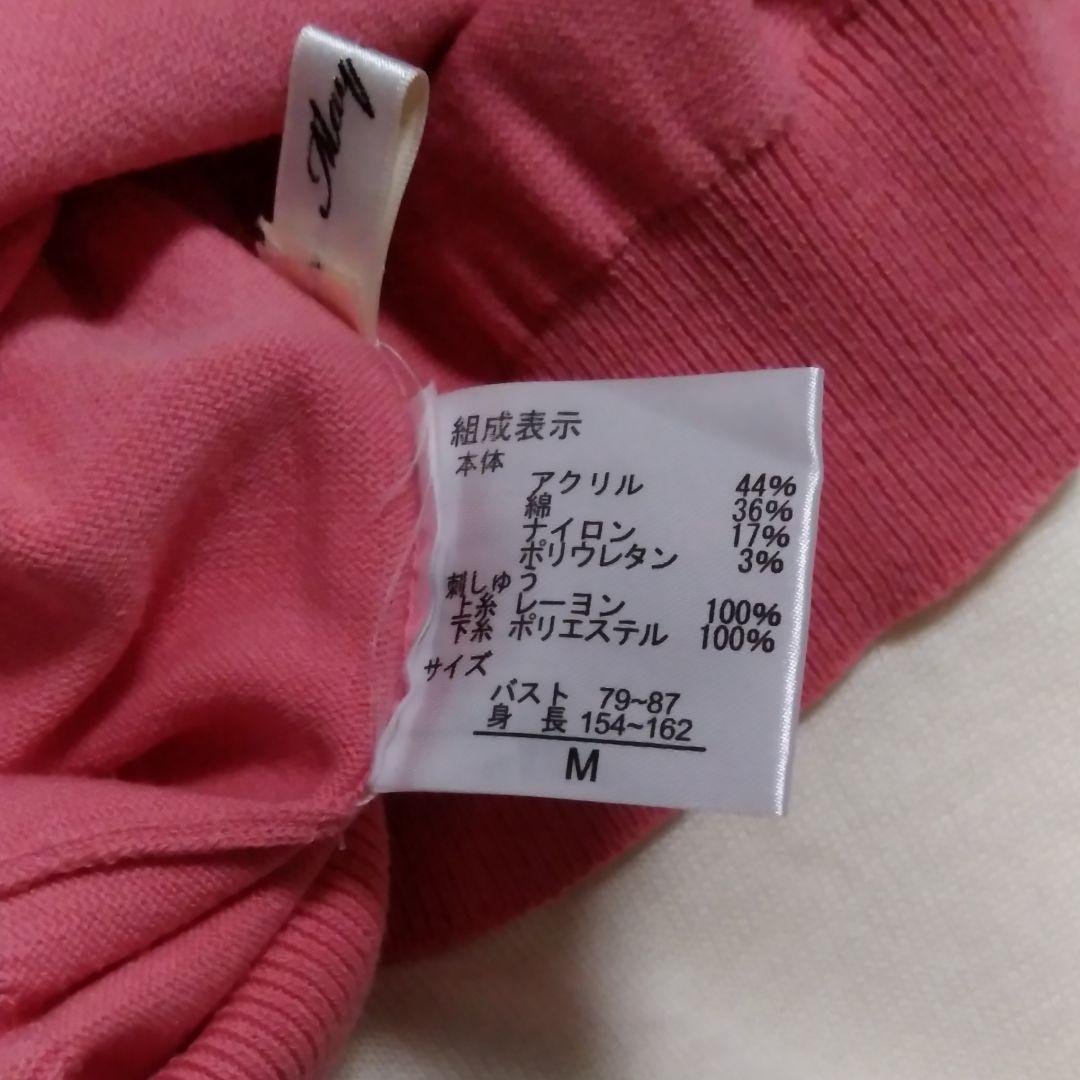 May
組成表示
本体
アクリル 44%
綿 36%
ナイロン 17%
ポリウレタン 3%
刺しゅう
上糸 レーヨン 100%
下糸 ポリエステル 100%
サイズ
バスト 79~87
身 長 154~162
M